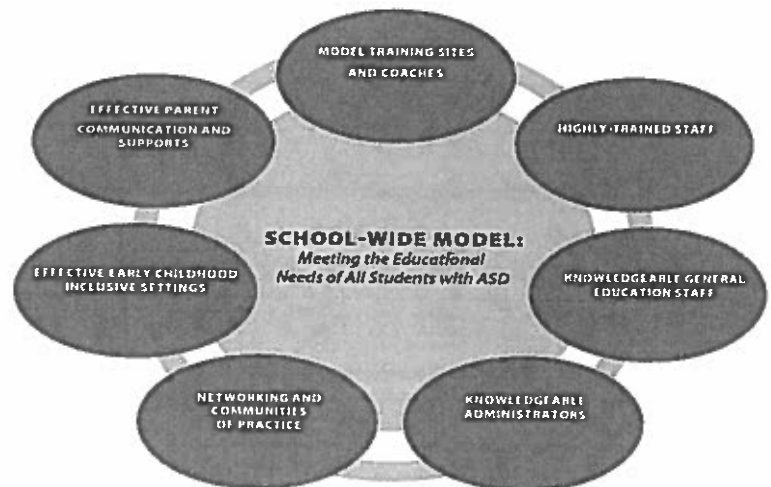 MODEL TRAINING SITES
AND COACHES
EFFECTIVE PARENT
COMMUNICATION AND
SUPPORTS
HIGHLY-TRAINED STAFF
SCHOOL-WIDE MODEL:
Meeting the Educational
Needs of All Students with ASD
EFFECTIVE EARLY CHILDHOOD
INCLUSIVE SETTINGS
KNOWLEDGEABLE GENERAL
EDUCATION STAFF
NETWORKING AND
COMMUNITIES
OF PRACTICE
KNOWLEDGEABLE
ADMINISTRATORS